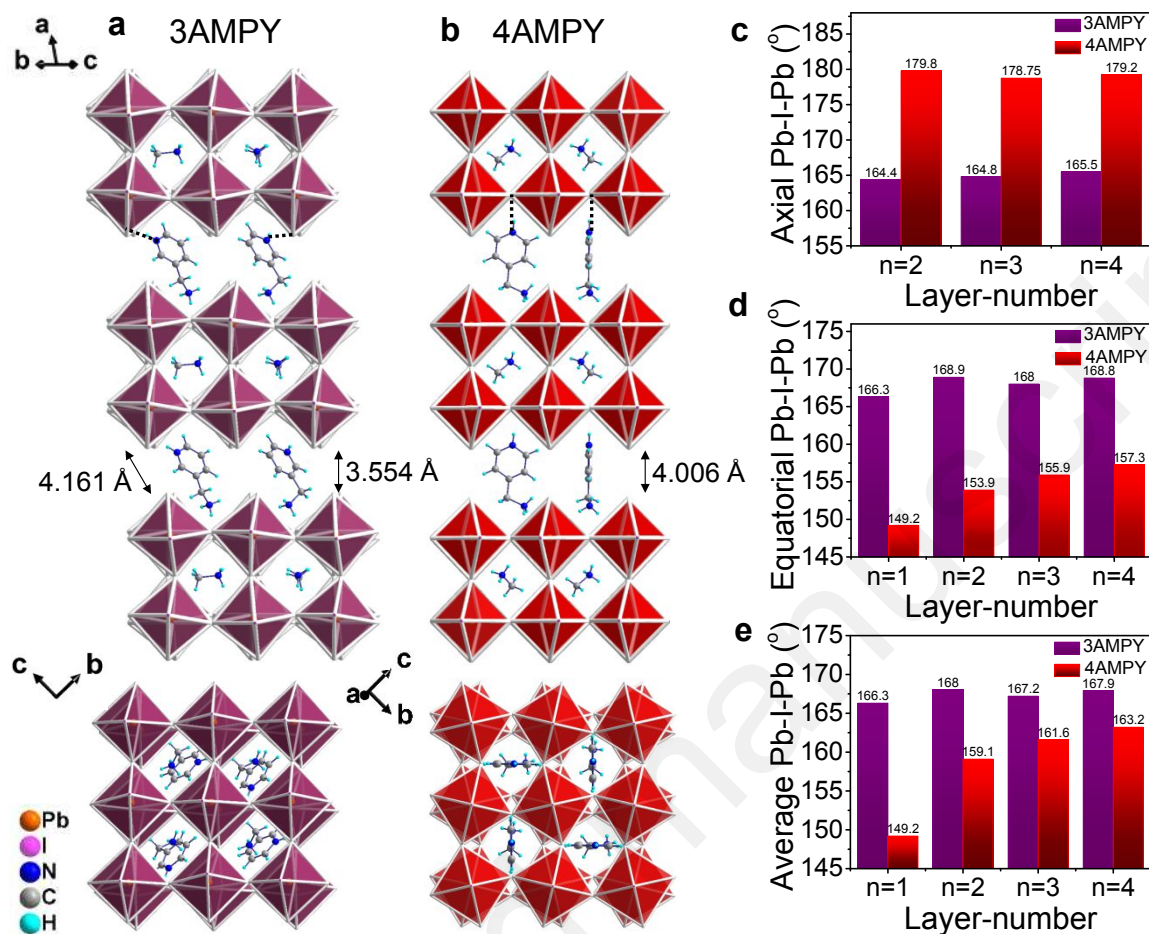 a 3AMPY
b 4AMPY
a
b c
4.161 Å
3.554 Å
4.006 Å
c b
c
a
b
Pb
I
N
C
H
c
Axial Pb-I-Pb (°)
185
180
175
170
165
160
155
3AMPY
4AMPY
164.4
179.8
164.8
178.75
165.5
179.2
n=2 n=3 n=4
Layer-number
d
Equatorial Pb-I-Pb (°)
175
170
165
160
155
150
145
3AMPY
4AMPY
166.3
149.2
168.9
153.9
168
155.9
168.8
157.3
n=1 n=2 n=3 n=4
Layer-number
e
Average Pb-I-Pb (°)
175
170
165
160
155
150
145
3AMPY
4AMPY
166.3
149.2
168
159.1
167.2
161.6
167.9
163.2
n=1 n=2 n=3 n=4
Layer-number
manuscrip